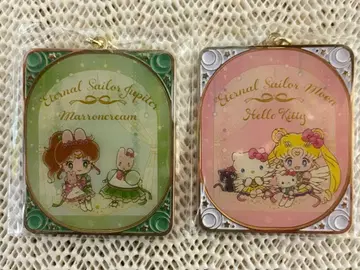 Eternal Sailor Jupiter
Marroncream
Eternal Sailor Moon
Hello Kitty